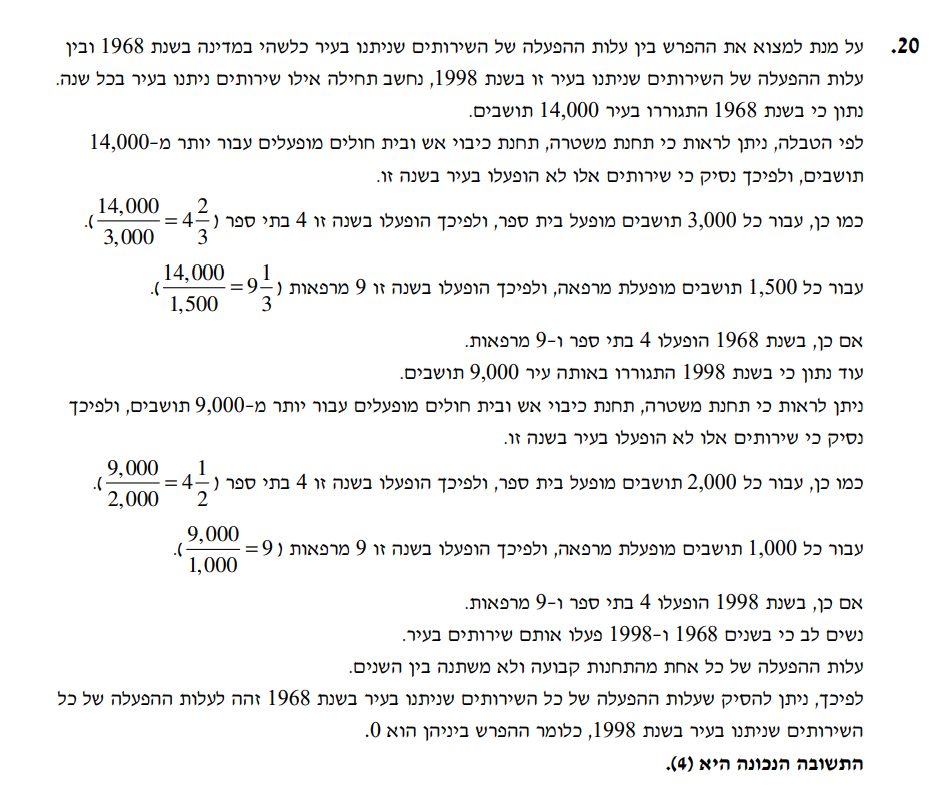 20. על מנת למצוא את ההפרש בין עלות ההפעלה של השירותים שניתנו בעיר כלשהי במדינה בשנת 1968 ובין
עלות ההפעלה של השירותים שניתנו בעיר זו בשנת 1998, נחשב תחילה אילו שירותים ניתנו בעיר בכל שנה.
נתון כי בשנת 1968 התגוררו בעיר 14,000 תושבים.
לפי הטבלה, ניתן לראות כי תחנת משטרה, תחנת כיבוי אש ובית חולים מופעלים עבור יותר מ-14,000
תושבים, ולפיכך נסיק כי שירותים אלו לא הופעלו בעיר בשנה זו.
כמו כן, עבור כל 3,000 תושבים מופעל בית ספר, ולפיכך הופעלו בשנה זו 4 בתי ספר (14,000/3,000 = 4 2/3).
עבור כל 1,500 תושבים מופעלת מרפאה, ולפיכך הופעלו בשנה זו 9 מרפאות (14,000/1,500 = 9 1/3).
אם כן, בשנת 1968 הופעלו 4 בתי ספר ו-9 מרפאות.
עוד נתון כי בשנת 1998 התגוררו באותה עיר 9,000 תושבים.
ניתן לראות כי תחנת משטרה, תחנת כיבוי אש ובית חולים מופעלים עבור יותר מ-9,000 תושבים, ולפיכך
נסיק כי שירותים אלו לא הופעלו בעיר בשנה זו.
כמו כן, עבור כל 2,000 תושבים מופעל בית ספר, ולפיכך הופעלו בשנה זו 4 בתי ספר (9,000/2,000 = 4 1/2).
עבור כל 1,000 תושבים מופעלת מרפאה, ולפיכך הופעלו בשנה זו 9 מרפאות (9,000/1,000 = 9).
אם כן, בשנת 1998 הופעלו 4 בתי ספר ו-9 מרפאות.
נשים לב כי בשנים 1968 ו-1998 פעלו אותם שירותים בעיר.
עלות ההפעלה של כל אחת מהתחנות קבועה ולא משתנה בין השנים.
לפיכך, ניתן להסיק שעלות ההפעלה של כל השירותים שניתנו בעיר בשנת 1968 זהה לעלות ההפעלה של כל
השירותים שניתנו בעיר בשנת 1998, כלומר ההפרש ביניהן הוא 0.
התשובה הנכונה היא (4).